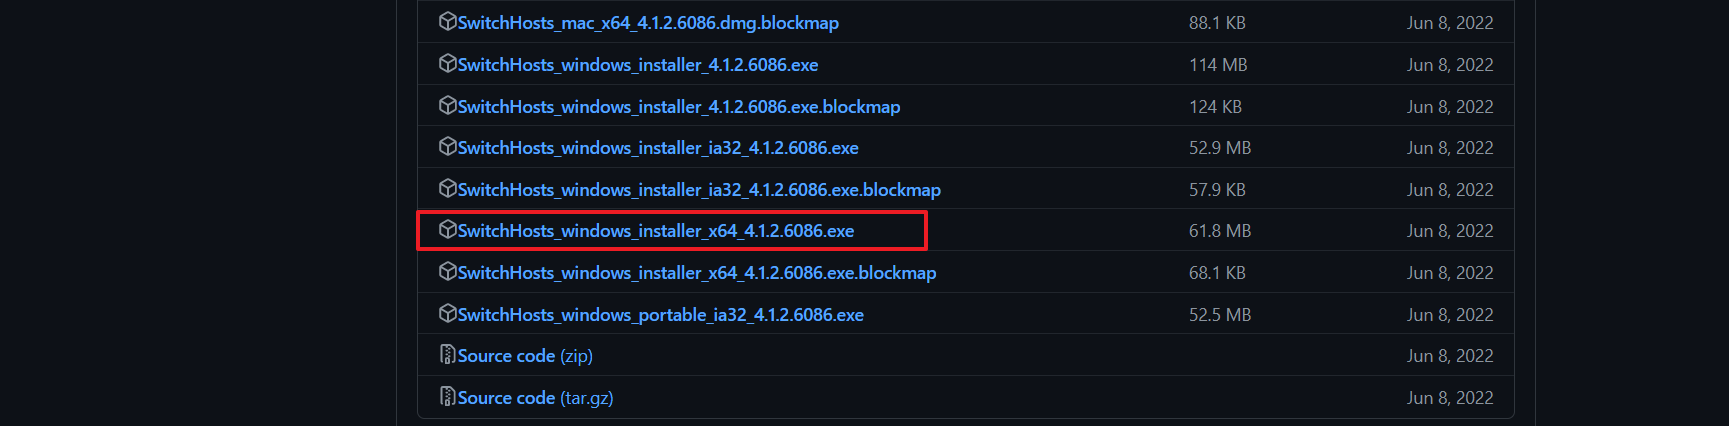 SwitchHosts_mac_x64_4.1.2.6086.dmg.blockmap 88.1 KB Jun 8, 2022
SwitchHosts_windows_installer_4.1.2.6086.exe 114 MB Jun 8, 2022
SwitchHosts_windows_installer_4.1.2.6086.exe.blockmap 124 KB Jun 8, 2022
SwitchHosts_windows_installer_ia32_4.1.2.6086.exe 52.9 MB Jun 8, 2022
SwitchHosts_windows_installer_ia32_4.1.2.6086.exe.blockmap 57.9 KB Jun 8, 2022
SwitchHosts_windows_installer_x64_4.1.2.6086.exe 61.8 MB Jun 8, 2022
SwitchHosts_windows_installer_x64_4.1.2.6086.exe.blockmap 68.1 KB Jun 8, 2022
SwitchHosts_windows_portable_ia32_4.1.2.6086.exe 52.5 MB Jun 8, 2022
Source code (zip) Jun 8, 2022
Source code (tar.gz) Jun 8, 2022